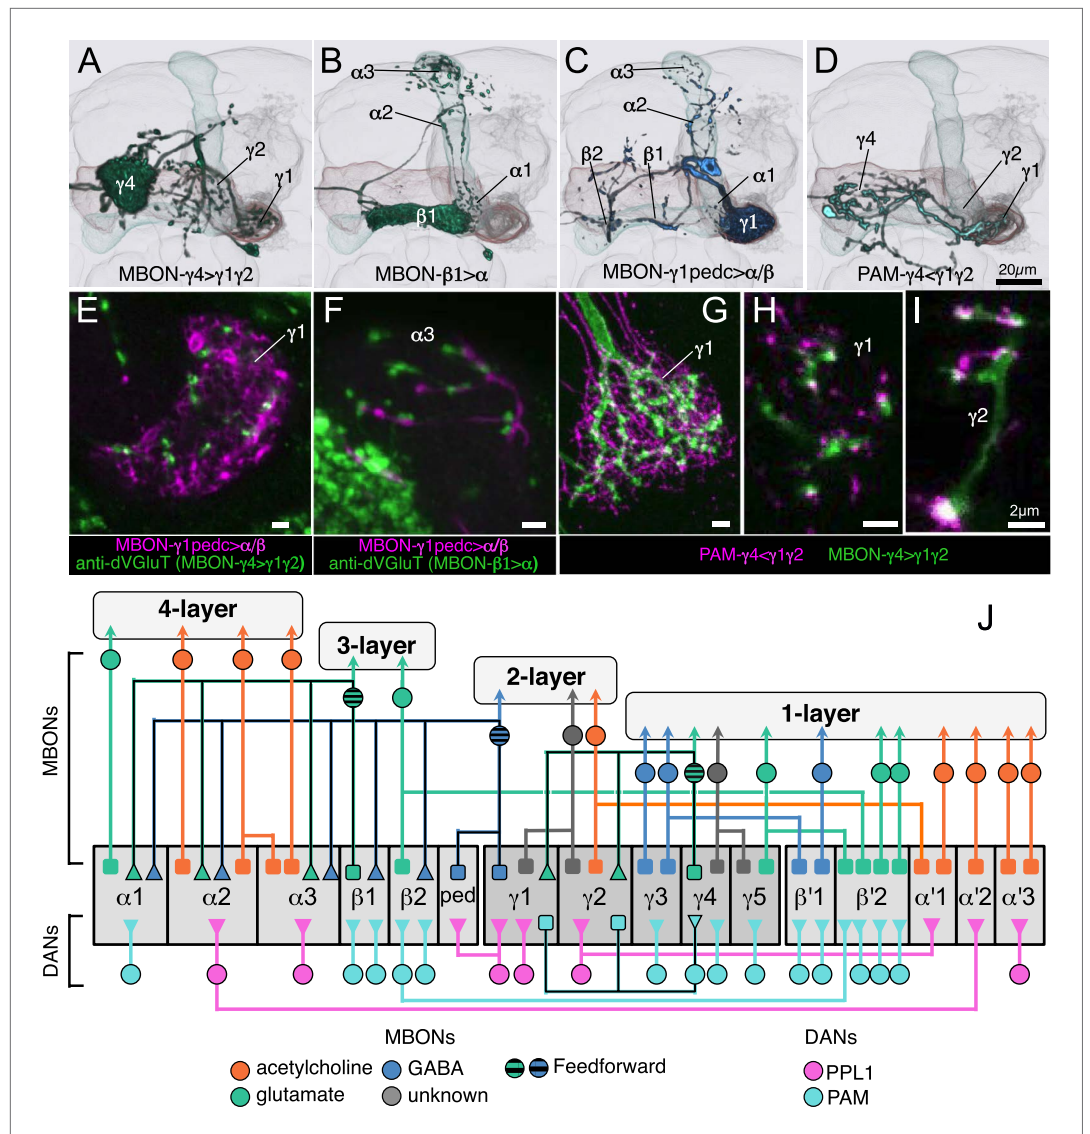 A
γ2
γ4
γ1
MBON-γ4>γ1γ2
B
α3
α2
α1
β1
MBON-β1>α
C
α3
α2
β2
β1
α1
γ1
MBON-γ1pedc>α/β
D
γ4
γ2
γ1
PAM-γ4<γ1γ2
20µm
E
γ1
F
α3
G
γ1
H
γ1
I
γ2
2µm
MBON-γ1pedc>α/β
anti-dVGluT (MBON-γ4>γ1γ2)
MBON-γ1pedc>α/β
anti-dVGluT (MBON-β1>α)
PAM-γ4<γ1γ2 MBON-γ4>γ1γ2
J
4-layer
3-layer
2-layer
1-layer
MBONs
α1 α2 α3 β1 β2 ped γ1 γ2 γ3 γ4 γ5 β'1 β'2 α'1 α'2 α'3
DANs
MBONs
DANs
acetylcholine GABA Feedforward PPL1
glutamate unknown PAM